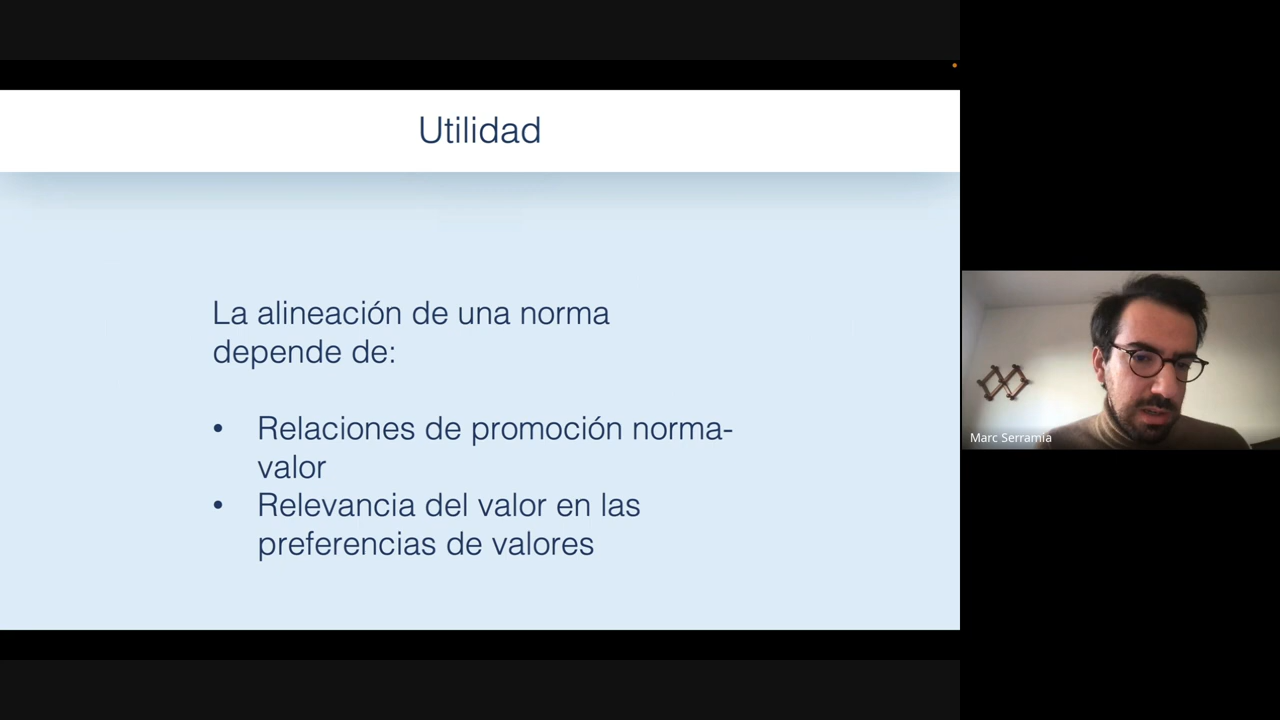 Utilidad
La alineación de una norma
depende de:
• Relaciones de promoción norma-
valor
• Relevancia del valor en las
preferencias de valores
Marc Serramia